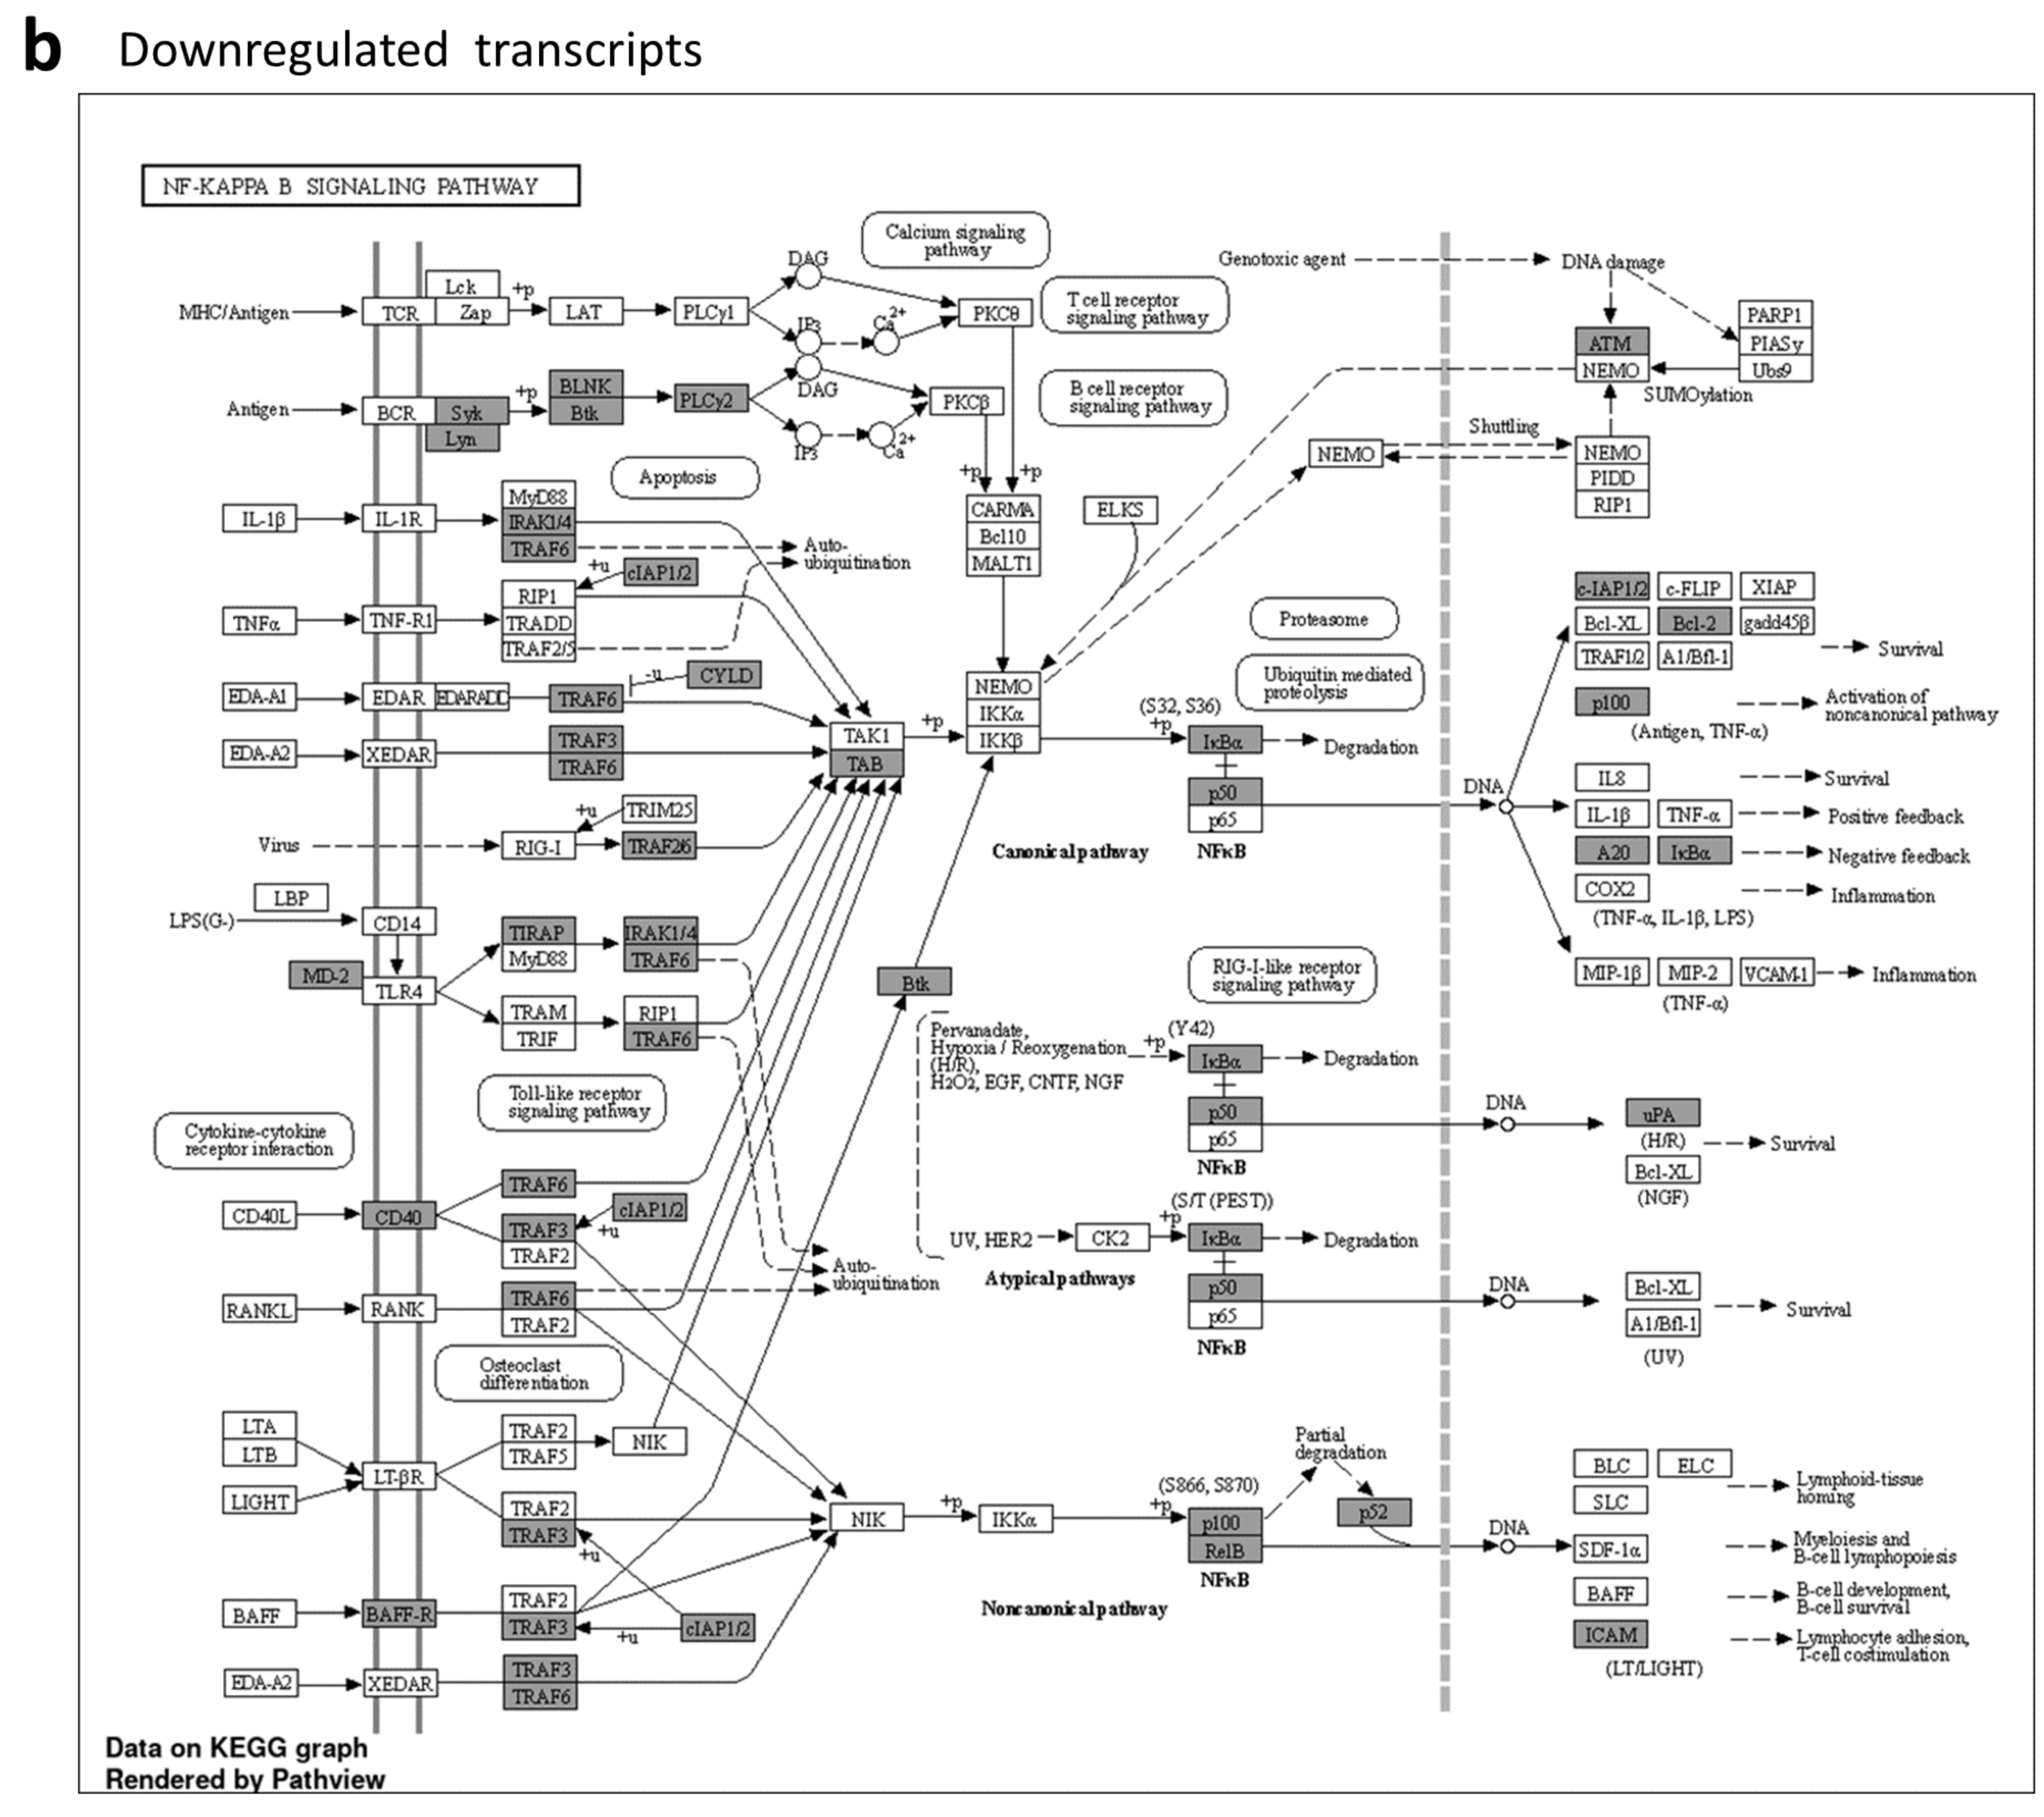 b Downregulated transcripts
NF-KAPPA B SIGNALING PATHWAY
Calcium signaling
pathway
T cell receptor
signaling pathway
B cell receptor
signaling pathway
MHC/Antigen
TCR
Lck
Zap
+p
LAT
PLCγ1
DAG
IP3
Ca2+
PKCθ
Antigen
BCR
Syk
Lyn
+p
BLNK
Btk
PLCγ2
DAG
IP3
Ca2+
PKCβ
+p
+p
CARMA
Bcl10
MALT1
ELKS
Genotoxic agent
DNA damage
ATM
NEMO
PARP1
PIASy
Ubs9
SUMOylation
Shuttling
NEMO
NEMO
PIDD
RIP1
Apoptosis
IL-1β
IL-1R
MyD88
IRAK1/4
TRAF6
Auto-
ubiquitination
+u
cIAP1/2
TNFα
TNF-R1
RIP1
TRADD
TRAF2/5
EDA-A1
EDAR
EDARADD
TRAF6
-u
CYLD
EDA-A2
XEDAR
TRAF3
TRAF6
TAK1
TAB
+p
NEMO
IKKα
IKKβ
Proteasome
Ubiquitin mediated
proteolysis
(S32, S36)
+p
IκBα
Degradation
p50
p65
NFκB
Canonical pathway
DNA
c-IAP1/2
c-FLIP
XIAP
Bcl-XL
Bcl-2
gadd45β
TRAF1/2
A1/Bfl-1
Survival
p100
Activation of
noncanonical pathway
(Antigen, TNF-α)
IL8
Survival
IL-1β
TNF-α
Positive feedback
A20
IκBα
Negative feedback
COX2
Inflammation
(TNF-α, IL-1β, LPS)
MIP-1β
MIP-2
VCAM-1
Inflammation
(TNF-α)
Virus
RIG-I
+u
TRIM25
TRAF2/6
LBP
LPS(G-)
CD14
MD-2
TLR4
TIRAP
MyD88
IRAK1/4
TRAF6
TRAM
TRIF
RIP1
TRAF6
Btk
RIG-I-like receptor
signaling pathway
Toll-like receptor
signaling pathway
Cytokine-cytokine
receptor interaction
Pervanadate,
Hypoxia / Reoxygenation
(H/R),
H2O2, EGF, CNTF, NGF
+p
(Y42)
IκBα
Degradation
p50
p65
NFκB
DNA
uPA
(H/R)
Survival
Bcl-XL
(NGF)
CD40L
CD40
TRAF6
TRAF3
TRAF2
cIAP1/2
+u
Auto-
ubiquitination
UV, HER2
CK2
(S/T (PEST))
+p
IκBα
Degradation
p50
p65
NFκB
Atypical pathways
DNA
Bcl-XL
A1/Bfl-1
Survival
(UV)
RANKL
RANK
TRAF6
TRAF2
Osteoclast
differentiation
LTA
LTB
LIGHT
LT-βR
TRAF2
TRAF5
NIK
TRAF2
TRAF3
+u
NIK
+p
IKKα
(S866, S870)
+p
p100
RelB
NFκB
Partial
degradation
p52
DNA
Noncanonical pathway
BLC
ELC
SLC
Lymphoid-tissue
homing
SDF-1α
Myeloiesis and
B-cell lymphopoiesis
BAFF
B-cell development,
B-cell survival
ICAM
Lymphocyte adhesion,
T-cell costimulation
(LT/LIGHT)
BAFF
BAFF-R
TRAF2
TRAF3
+u
cIAP1/2
EDA-A2
XEDAR
TRAF3
TRAF6
Data on KEGG graph
Rendered by Pathview